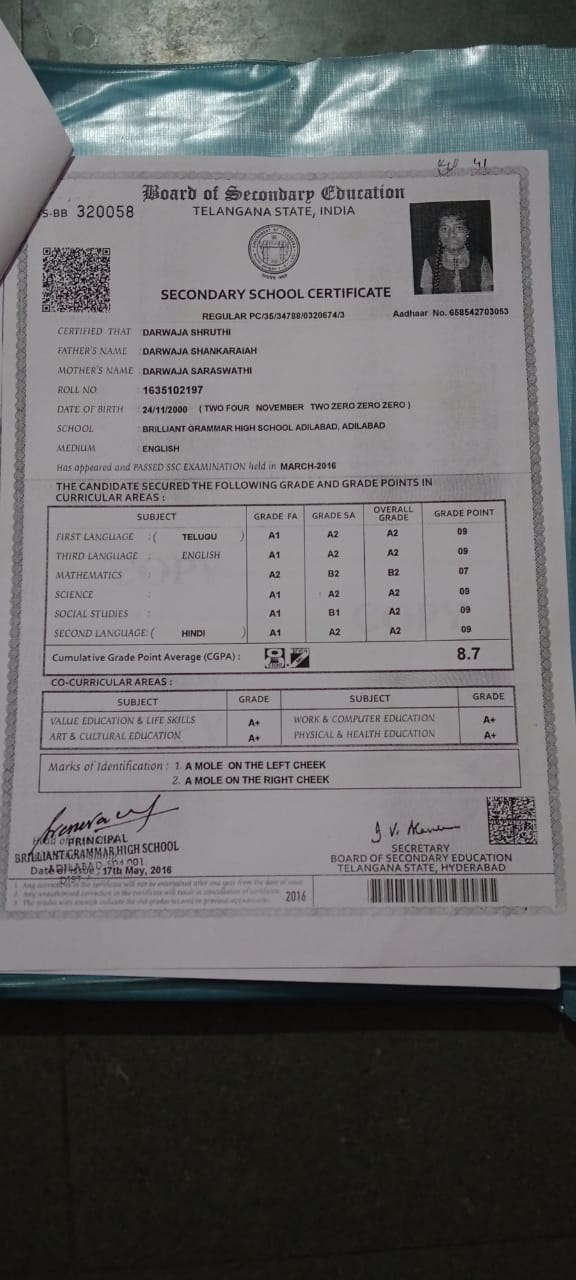 Board of Secondary Education
S-BB 320058
TELANGANA STATE, INDIA
SECONDARY SCHOOL CERTIFICATE
REGULAR PC/35/34788/0320674/3
Aadhaar No. 658542703053
CERTIFIED THAT DARWAJA SHRUTHI
FATHER'S NAME DARWAJA SHANKARAIAH
MOTHER'S NAME DARWAJA SARASWATHI
ROLL NO 1635102197
DATE OF BIRTH 24/11/2000 ( TWO FOUR NOVEMBER TWO ZERO ZERO ZERO )
SCHOOL BRILLIANT GRAMMAR HIGH SCHOOL ADILABAD, ADILABAD
MEDIUM ENGLISH
Has appeared and PASSED SSC EXAMINATION held in MARCH-2016
THE CANDIDATE SECURED THE FOLLOWING GRADE AND GRADE POINTS IN
CURRICULAR AREAS :
SUBJECT GRADE FA GRADE SA OVERALL GRADE GRADE POINT
FIRST LANGUAGE : ( TELUGU ) A1 A2 A2 09
THIRD LANGUAGE : ENGLISH A1 A2 A2 09
MATHEMATICS : A2 B2 B2 07
SCIENCE : A1 A2 A2 09
SOCIAL STUDIES : A1 B1 A2 09
SECOND LANGUAGE ( HINDI ) A1 A2 A2 09
Cumulative Grade Point Average (CGPA) : 8.7
CO-CURRICULAR AREAS :
SUBJECT GRADE SUBJECT GRADE
VALUE EDUCATION & LIFE SKILLS A+ WORK & COMPUTER EDUCATION A+
ART & CULTURAL EDUCATION A+ PHYSICAL & HEALTH EDUCATION A+
Marks of Identification : 1. A MOLE ON THE LEFT CHEEK
2. A MOLE ON THE RIGHT CHEEK
PRINCIPAL
BRILLIANT GRAMMAR HIGH SCHOOL
Date of Issue : 17th May, 2016
SECRETARY
BOARD OF SECONDARY EDUCATION
TELANGANA STATE, HYDERABAD
2016